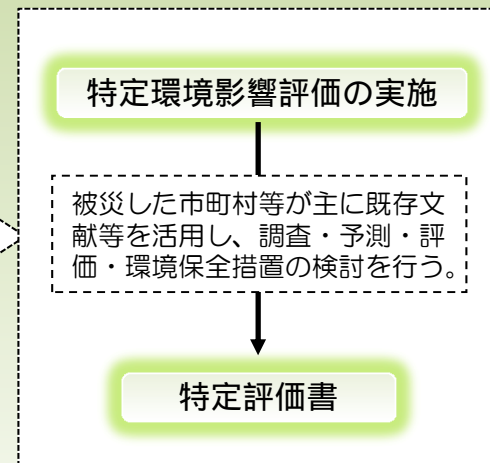 特定環境影響評価の実施
被災した市町村等が主に既存文
献等を活用し、調査・予測・評
価・環境保全措置の検討を行う。
特定評価書